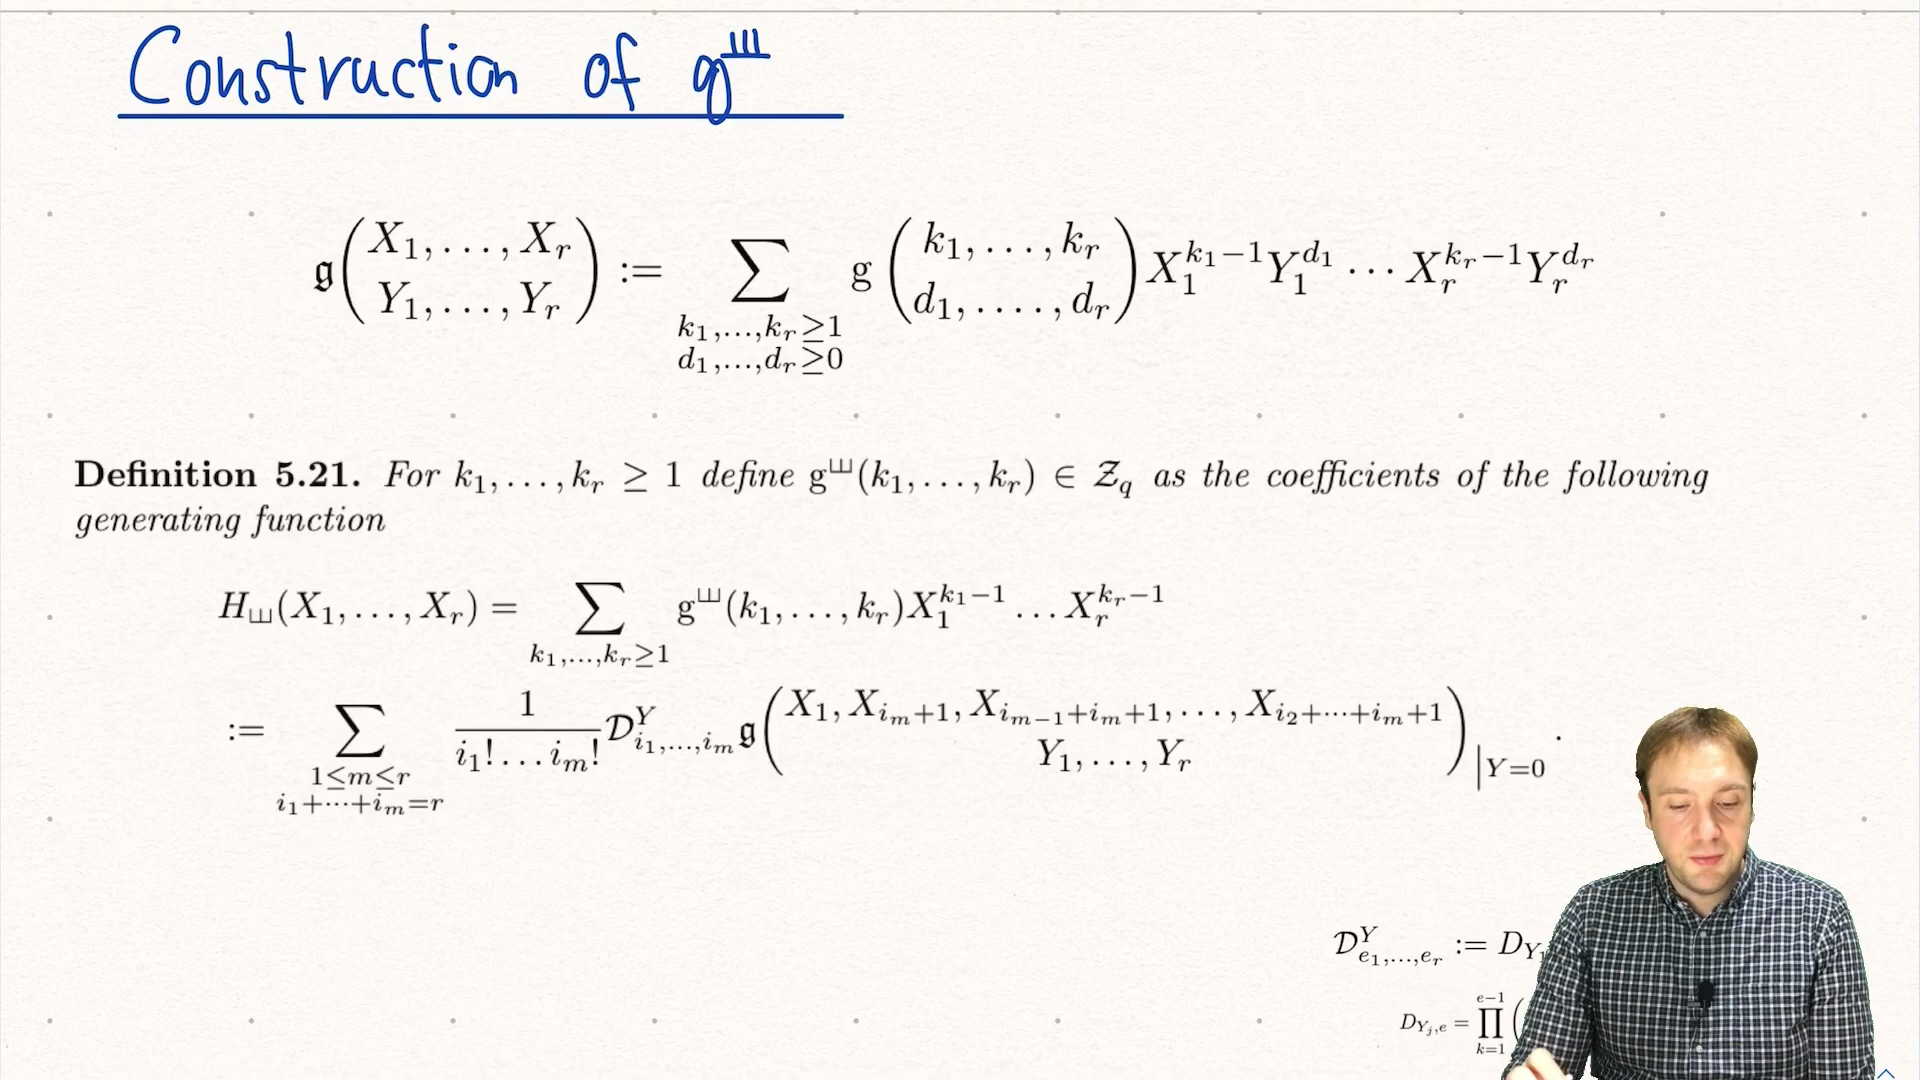 Construction of g^Ш
𝔤(X_1, . . . , X_r / Y_1, . . . , Y_r) := ∑_{k_1,...,k_r≥1, d_1,...,d_r≥0} g(k_1, . . . , k_r / d_1, . . . . , d_r) X_1^{k_1−1} Y_1^{d_1} · · · X_r^{k_r−1} Y_r^{d_r}
Definition 5.21. For k_1, . . . , k_r ≥ 1 define g^ш(k_1, . . . , k_r) ∈ 𝒵_q as the coefficients of the following
generating function
H_ш(X_1, . . . , X_r) = ∑_{k_1,...,k_r≥1} g^ш(k_1, . . . , k_r)X_1^{k_1−1} . . . X_r^{k_r−1}
:= ∑_{1≤m≤r, i_1+···+i_m=r} 1/(i_1! . . . i_m!) 𝒟^Y_{i_1,...,i_m} 𝔤(X_1, X_{i_m+1}, X_{i_{m−1}+i_m+1}, . . . , X_{i_2+···+i_m+1} / Y_1, . . . , Y_r)_{|Y=0} .
𝒟^Y_{e_1,...,e_r} := D_{Y_1
D_{Y_j,e} = ∏_{k=1}^{e−1} (